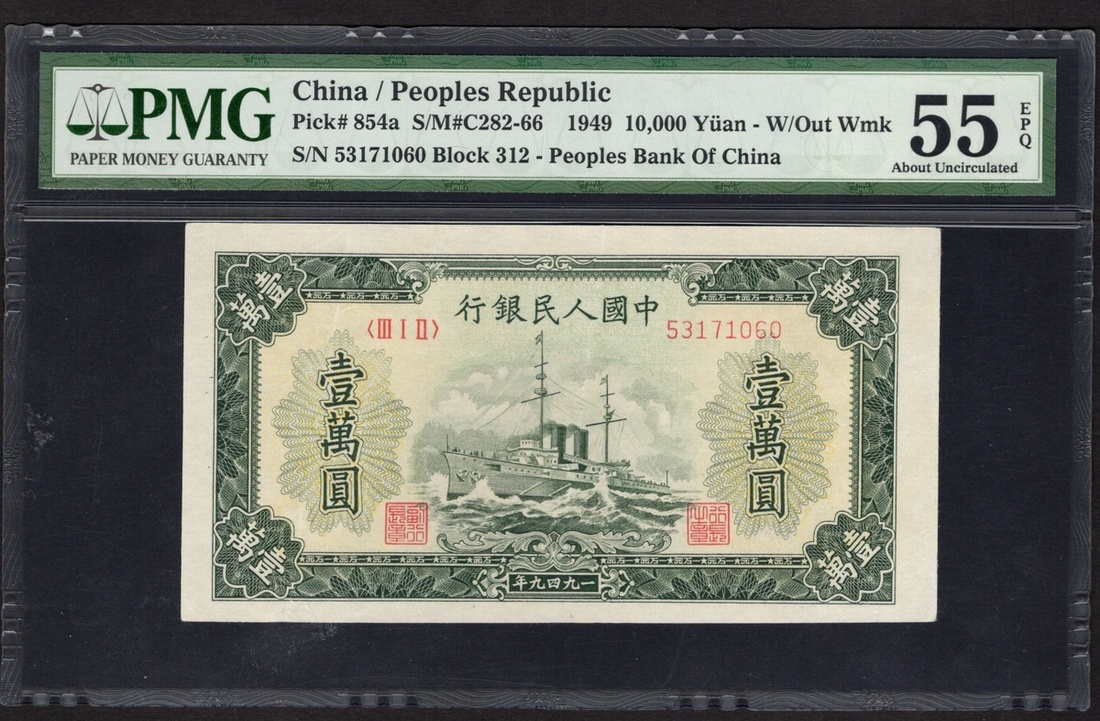 PMG
PAPER MONEY GUARANTY
China / Peoples Republic
Pick# 854a S/M#C282-66 1949 10,000 Yüan - W/Out Wmk
S/N 53171060 Block 312 - Peoples Bank Of China
55
EPQ
About Uncirculated
行銀民人國中
〈III I II〉
53171060
萬壹
萬壹
壹萬圓
壹萬圓
萬壹
萬壹
年九四九一